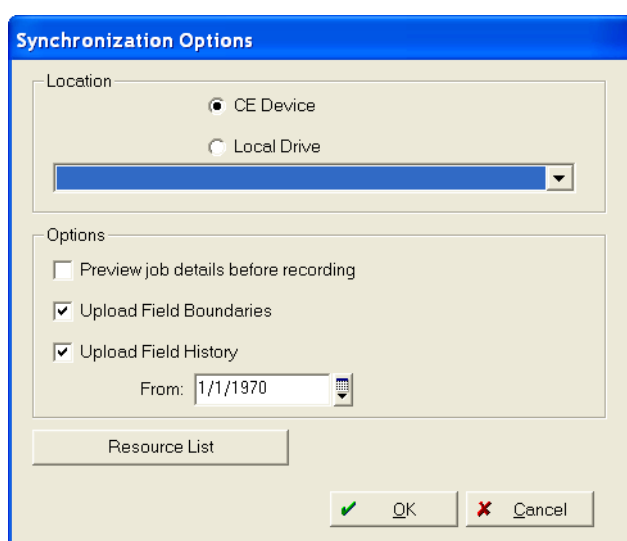 Synchronization Options
Location
CE Device
Local Drive
Options
Preview job details before recording
Upload Field Boundaries
Upload Field History
From: 1/1/1970
Resource List
OK Cancel